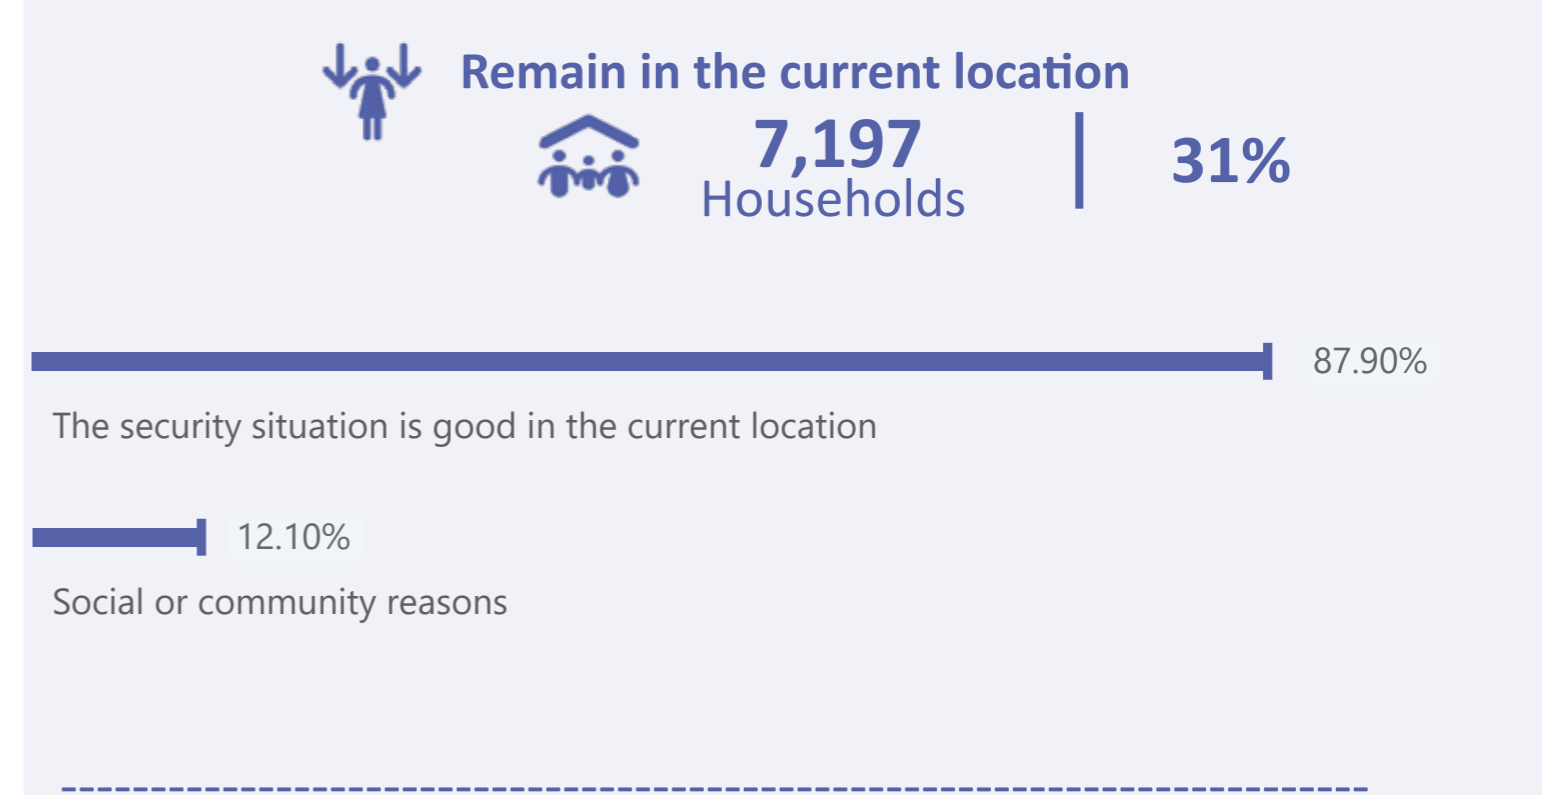 Remain in the current location
7,197
Households
31%
87.90%
The security situation is good in the current location
12.10%
Social or community reasons